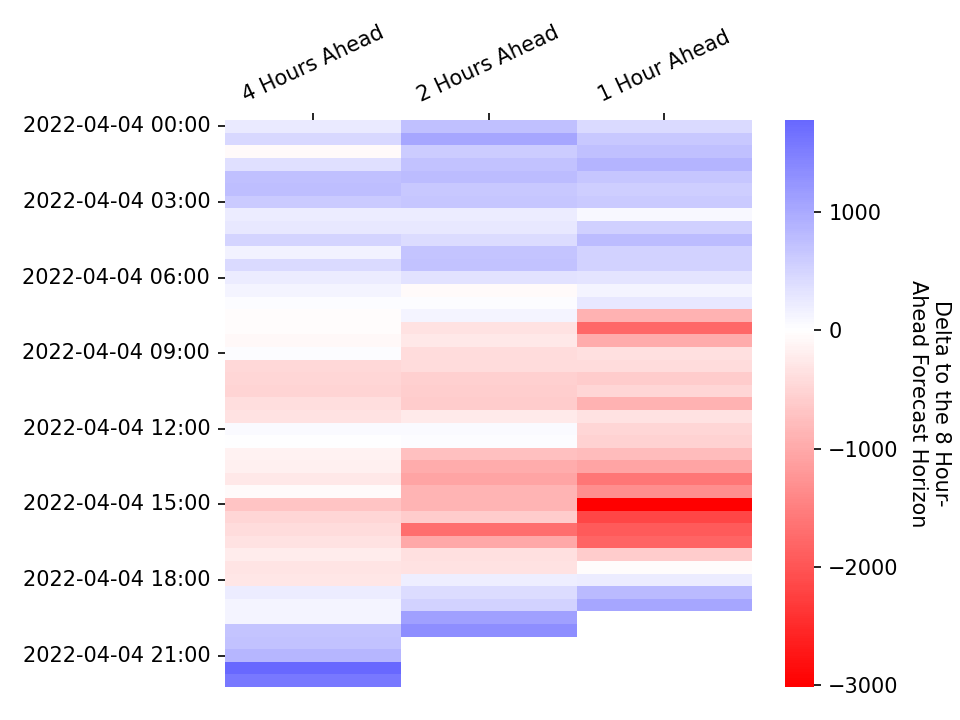 4 Hours Ahead
2 Hours Ahead
1 Hour Ahead
2022-04-04 00:00
2022-04-04 03:00
2022-04-04 06:00
2022-04-04 09:00
2022-04-04 12:00
2022-04-04 15:00
2022-04-04 18:00
2022-04-04 21:00
1000
0
−1000
−2000
−3000
Delta to the 8 Hour-
Ahead Forecast Horizon